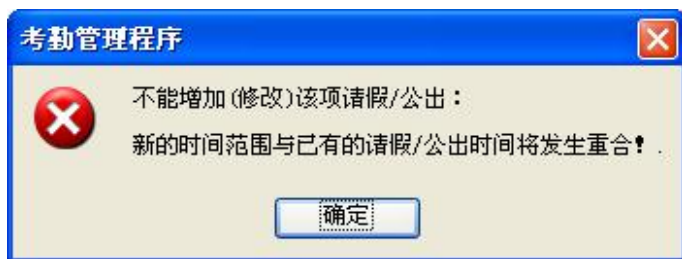 考勤管理程序
不能增加(修改)该项请假/公出：
新的时间范围与已有的请假/公出时间将发生重合！.
确定